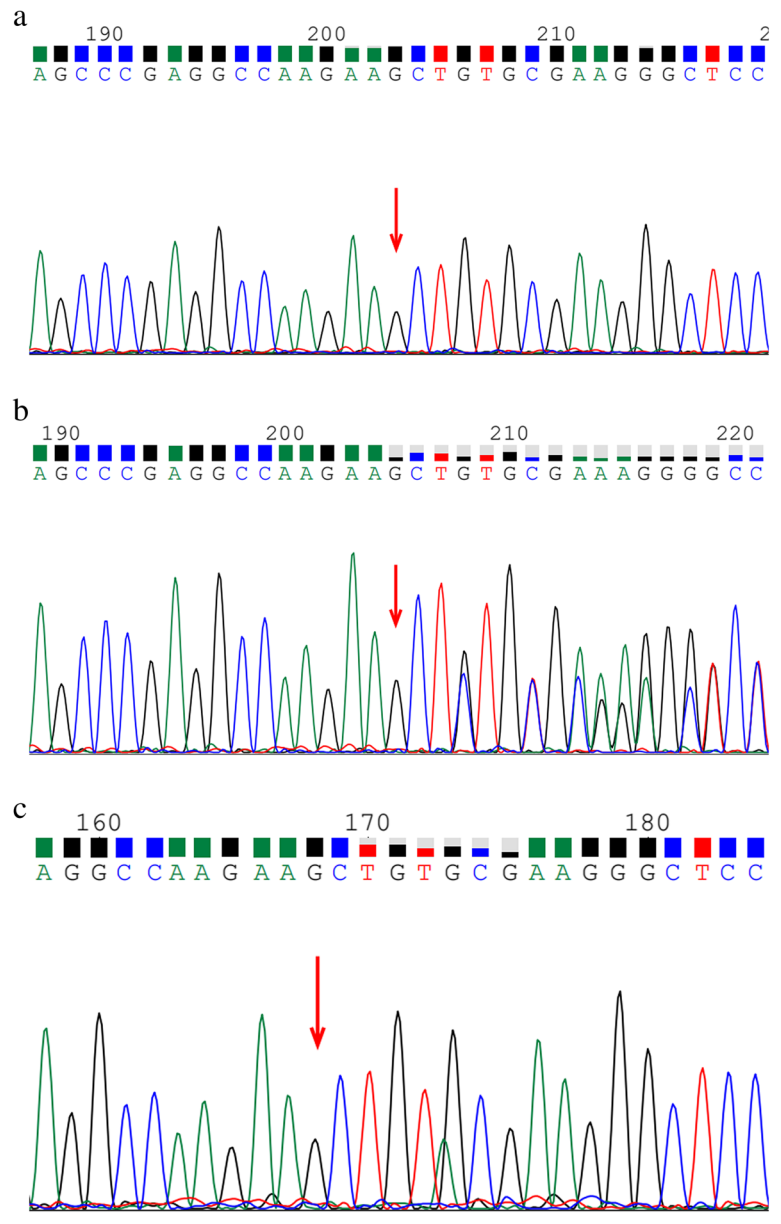 a
190 200 210 2
AGCCCGAGGCCAAGAAGCTGTGCGAAGGGCTCC
b
190 200 210 220
AGCCCGAGGCCAAGAAGCTGTGCGAAAGGGGCC
c
160 170 180
AGGCCAAGAAGCTGTGCGAAGGGCTCC